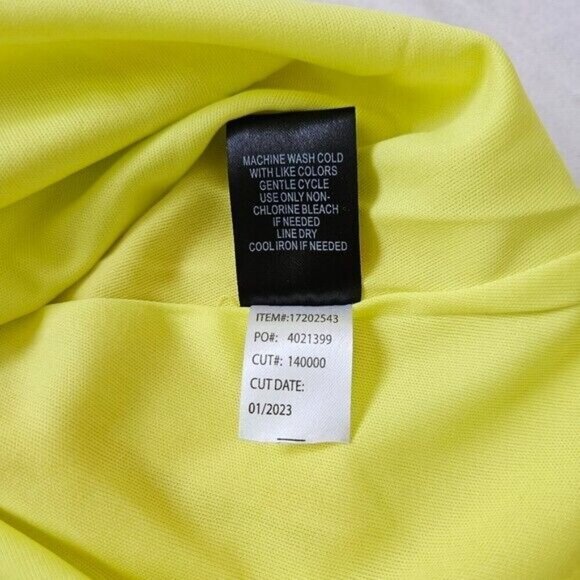 MACHINE WASH COLD
WITH LIKE COLORS
GENTLE CYCLE
USE ONLY NON-
CHLORINE BLEACH
IF NEEDED
LINE DRY
COOL IRON IF NEEDED
ITEM#:17202543
PO#: 4021399
CUT#: 140000
CUT DATE:
01/2023